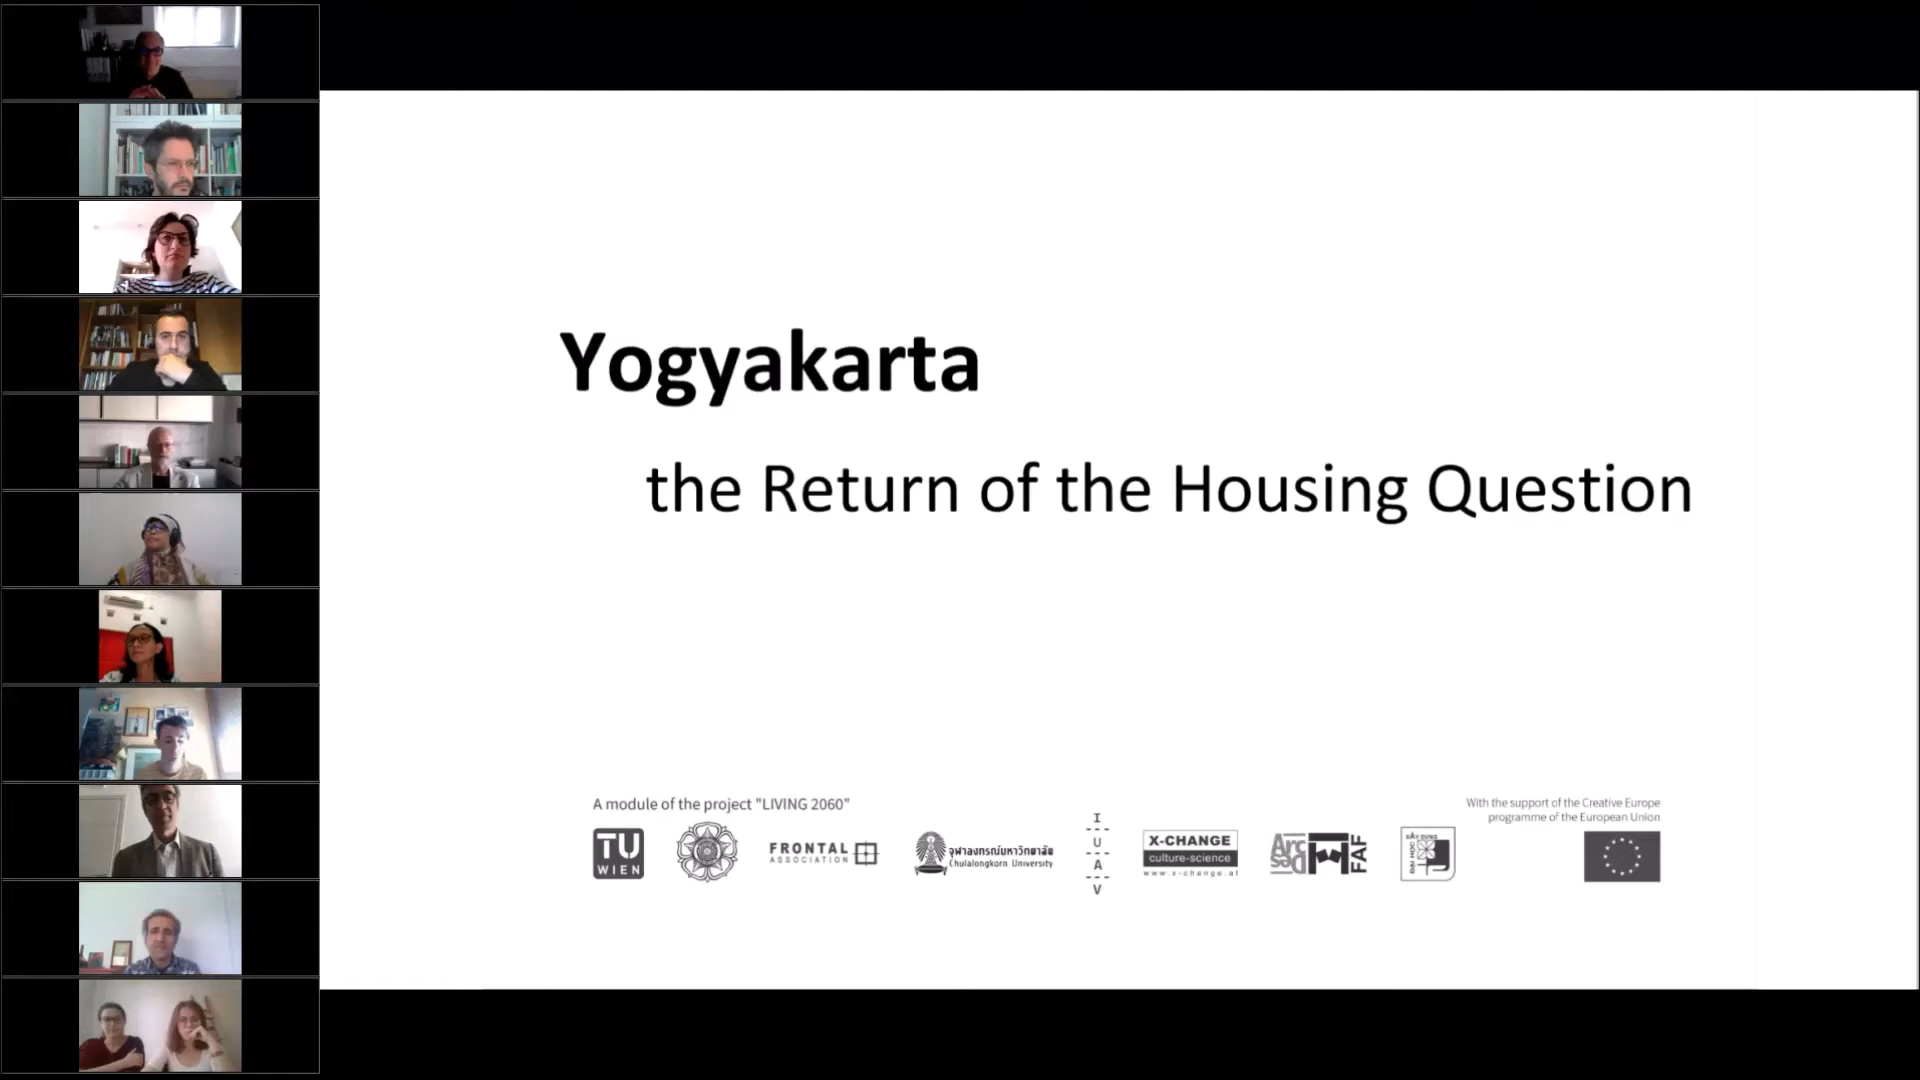 Yogyakarta
the Return of the Housing Question
A module of the project "LIVING 2060"
With the support of the Creative Europe
programme of the European Union
TU
WIEN
FRONTAL
ASSOCIATION
จุฬาลงกรณ์มหาวิทยาลัย
Chulalongkorn University
I
U
A
V
X-CHANGE
culture-science
www.x-change.at
FAF